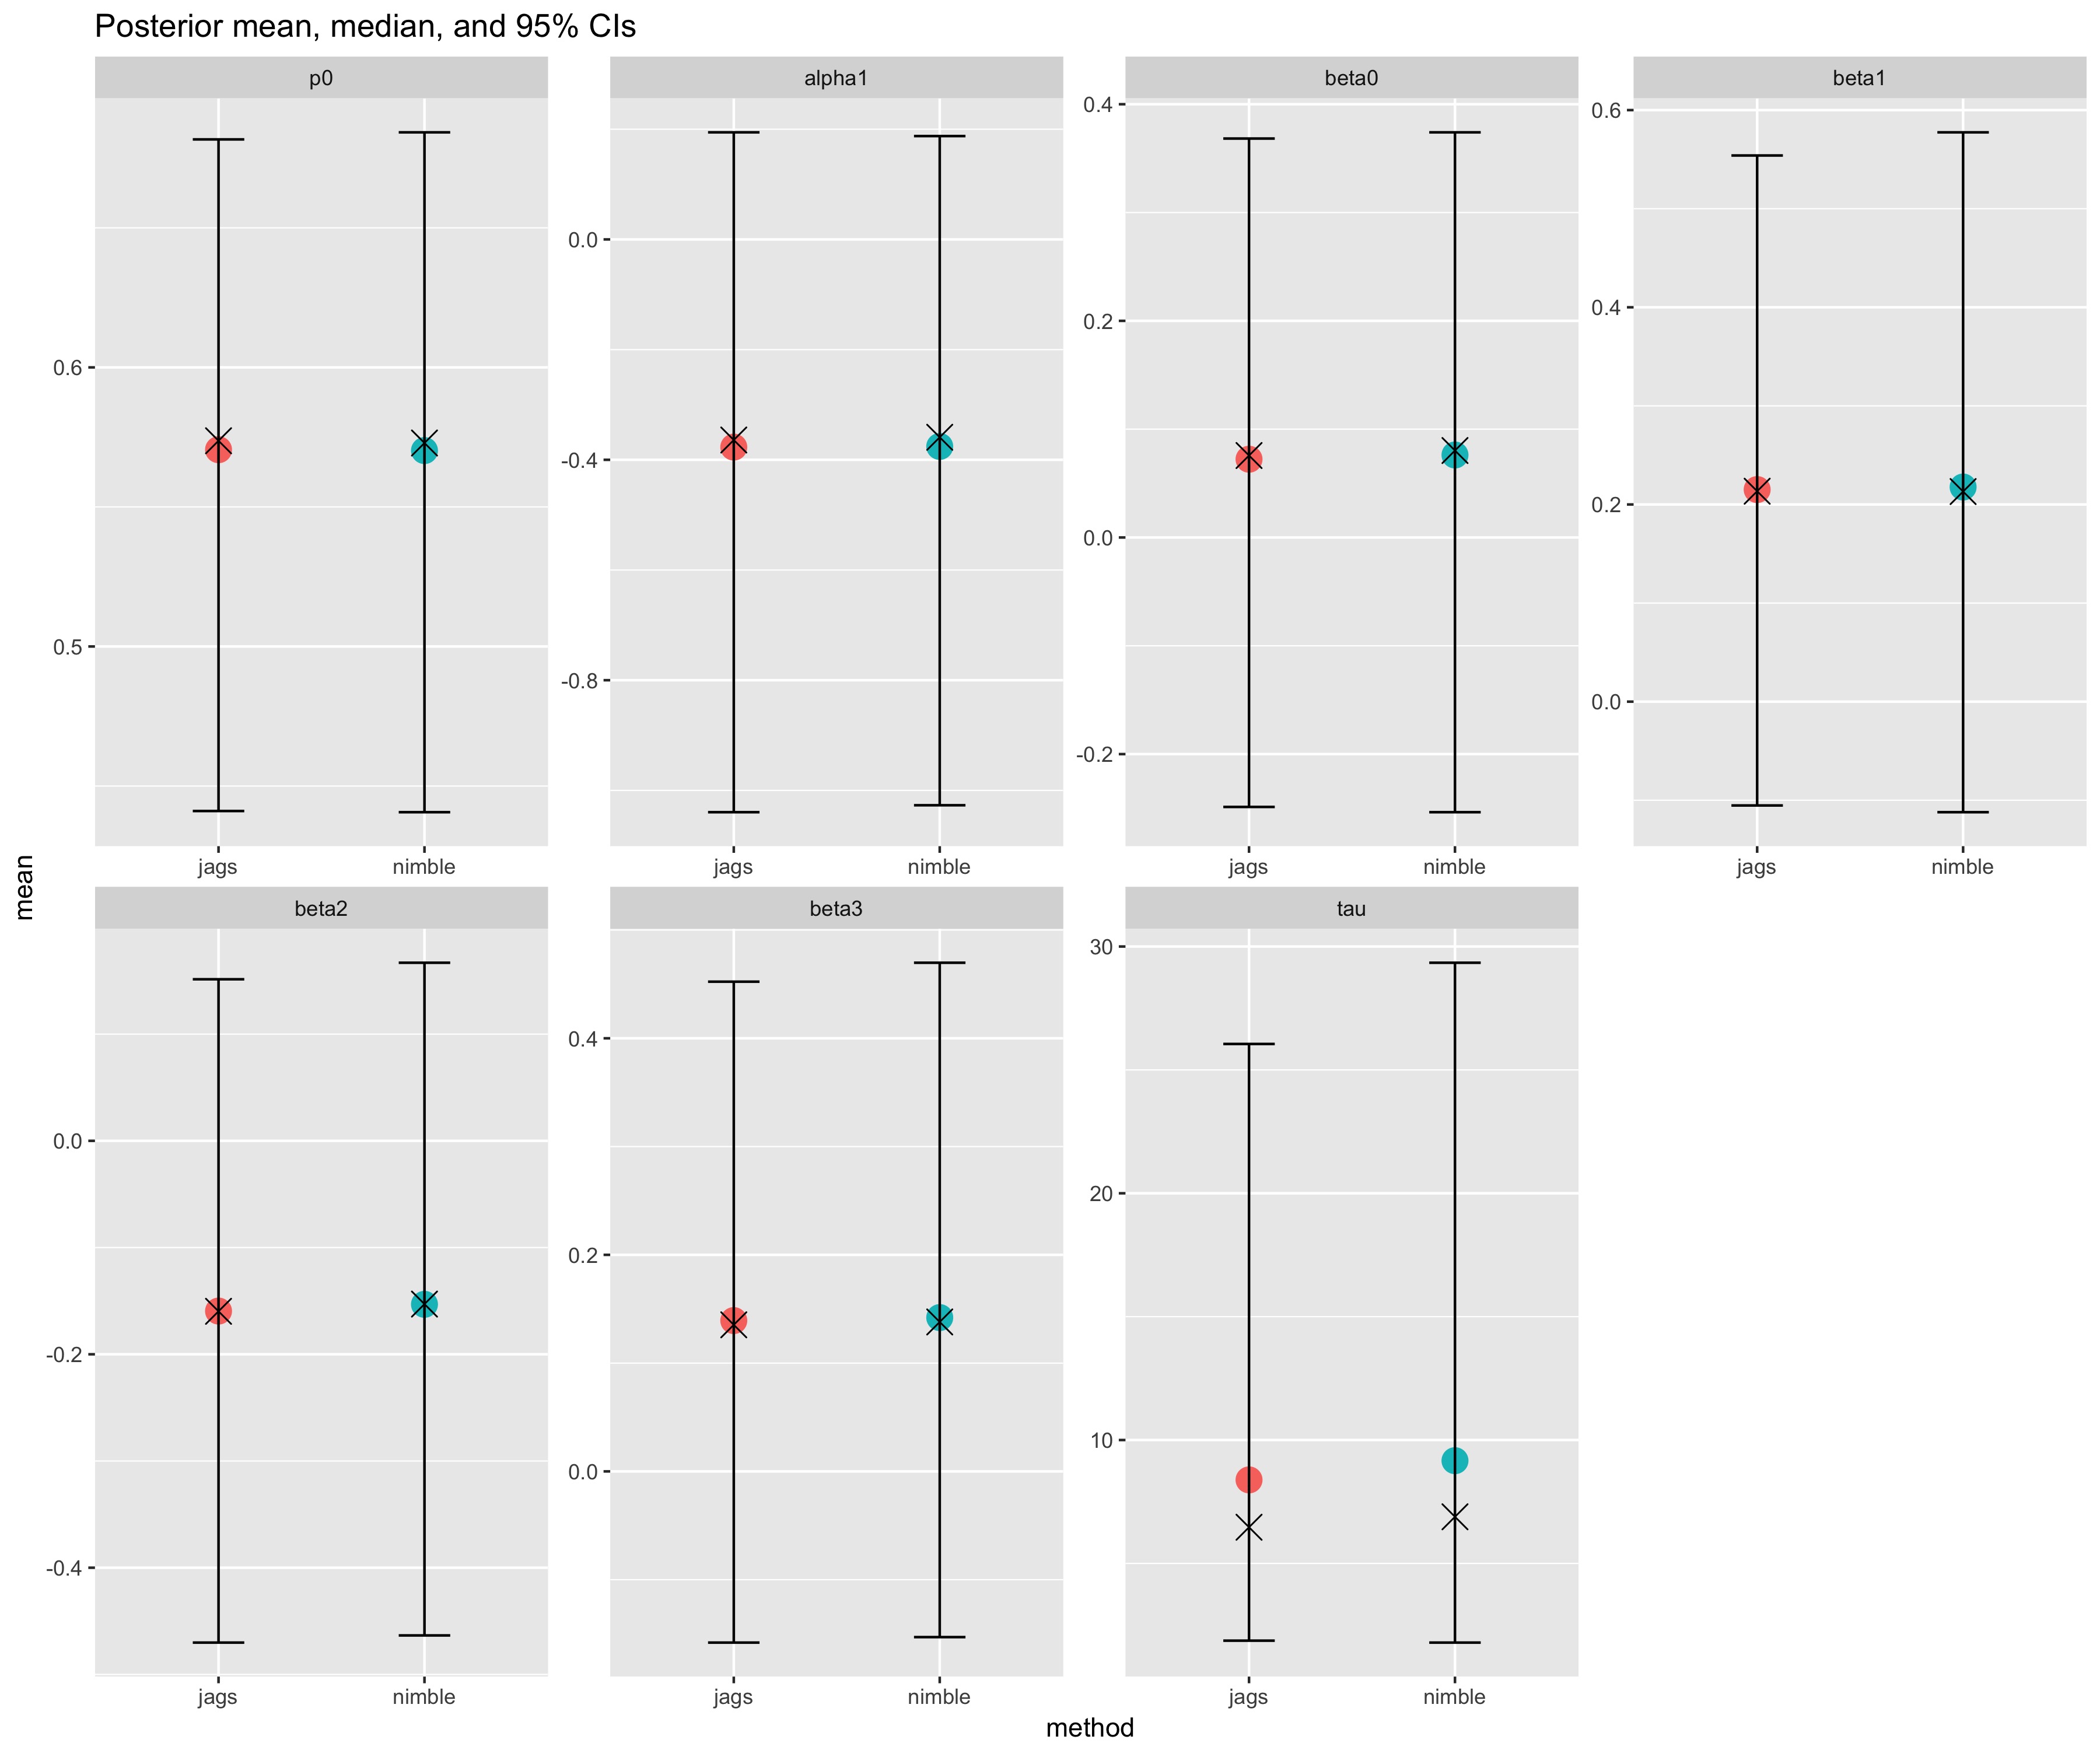 Posterior mean, median, and 95% CIs
p0
alpha1
beta0
beta1
0.6
0.5
0.0
-0.4
-0.8
0.4
0.2
0.0
-0.2
0.6
0.4
0.2
0.0
jags nimble
jags nimble
jags nimble
jags nimble
mean
beta2
beta3
tau
0.0
-0.2
-0.4
0.4
0.2
0.0
30
20
10
jags nimble
jags nimble
jags nimble
method